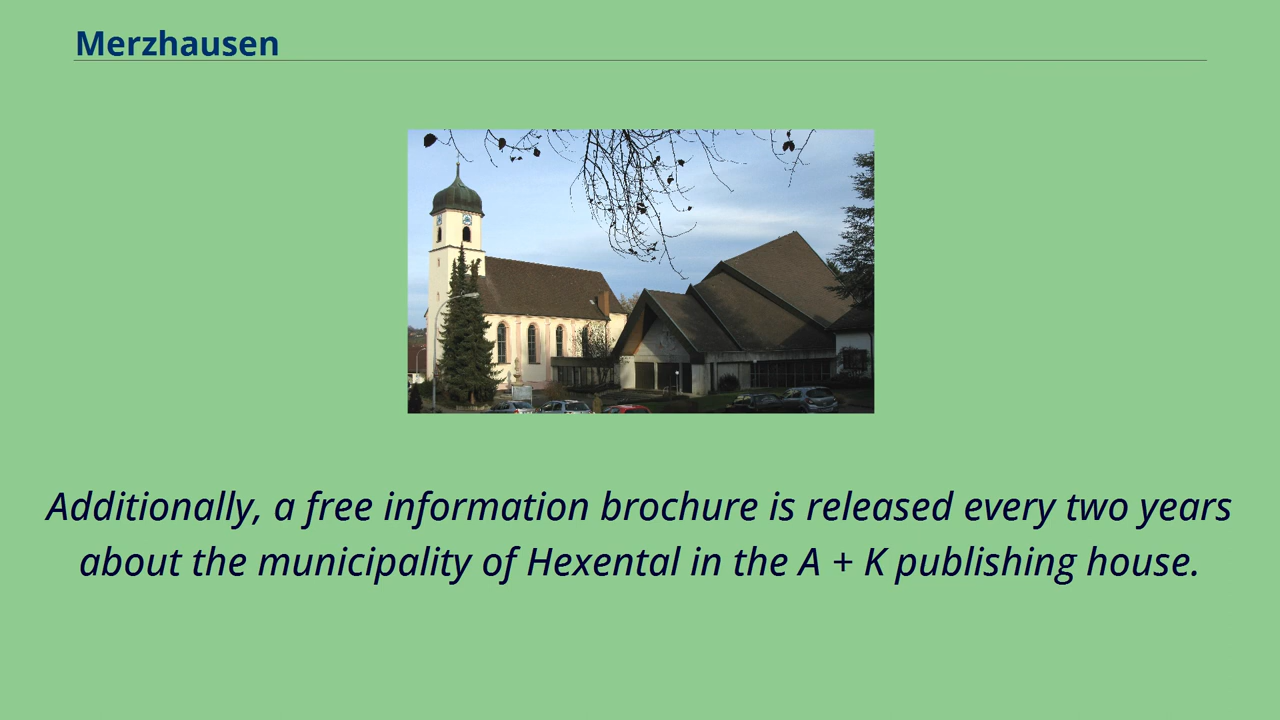 Merzhausen
Additionally, a free information brochure is released every two years
about the municipality of Hexental in the A + K publishing house.